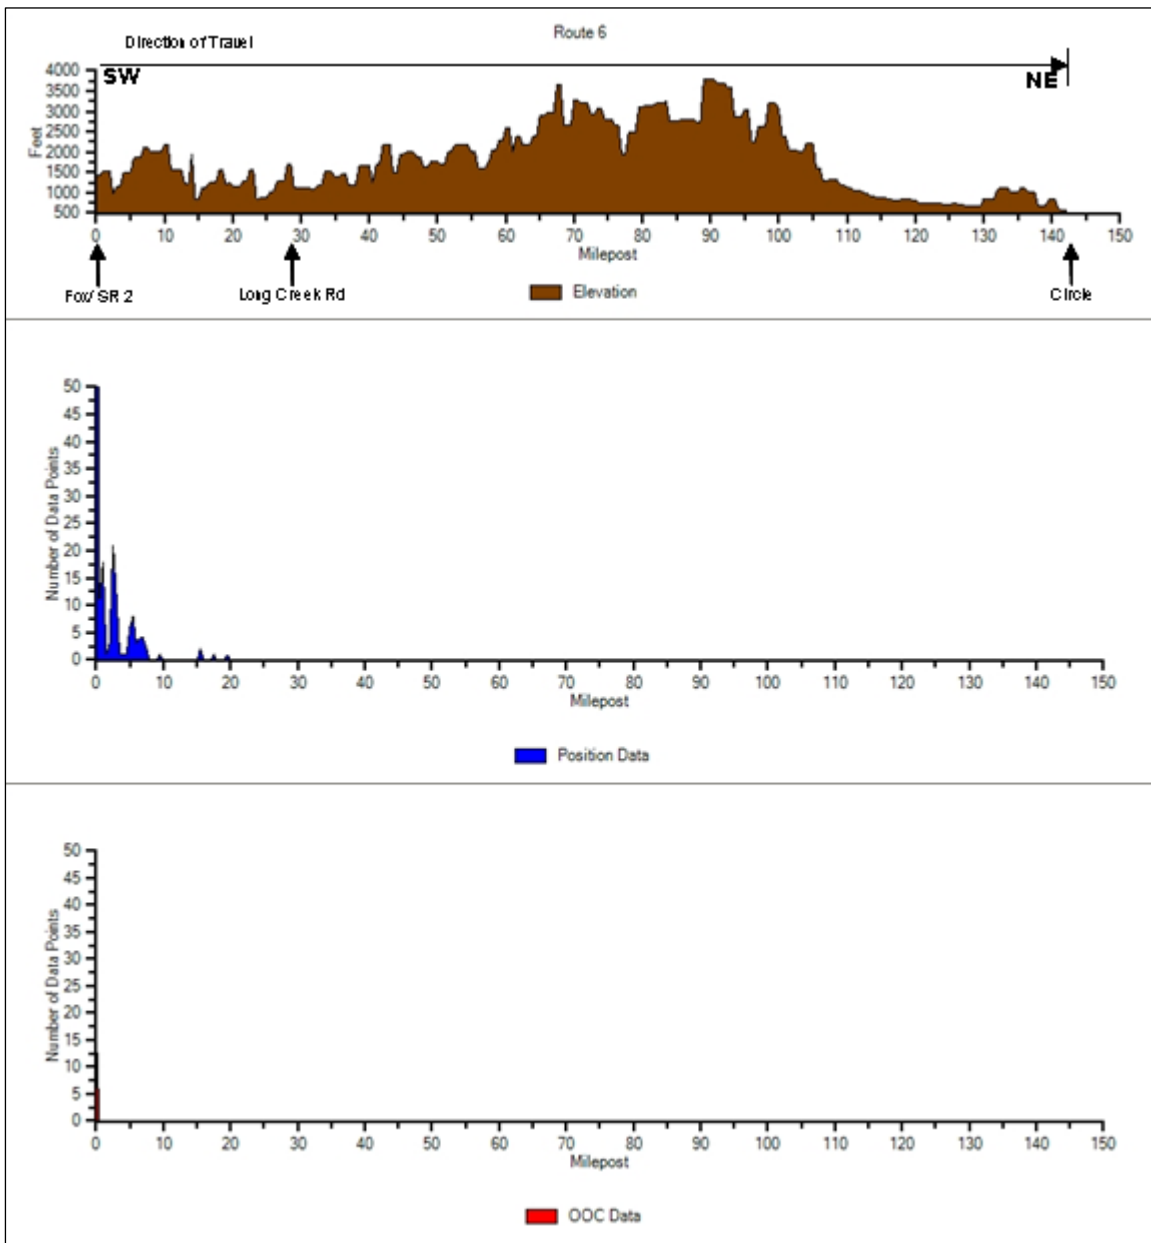 Route 6
Direction of Travel
SW
NE
4000
3500
3000
2500
2000
1500
1000
500
Feet
0 10 20 30 40 50 60 70 80 90 100 110 120 130 140 150
Milepost
Fox/ SR 2
Long Creek Rd
Elevation
Circle
50
45
40
35
30
25
20
15
10
5
0
Number of Data Points
0 10 20 30 40 50 60 70 80 90 100 110 120 130 140 150
Milepost
Position Data
50
45
40
35
30
25
20
15
10
5
0
Number of Data Points
0 10 20 30 40 50 60 70 80 90 100 110 120 130 140 150
Milepost
OOC Data